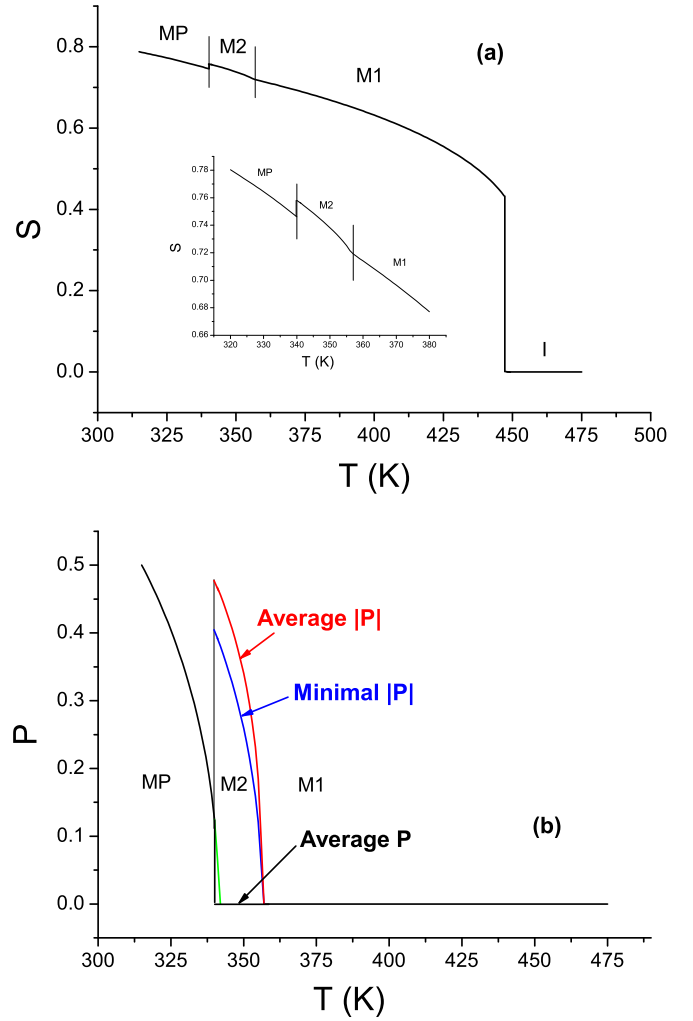 MP
M2
M1
(a)
0.8
0.6
0.4
0.2
0.0
S
I
300 325 350 375 400 425 450 475 500
T (K)
0.78
0.76
0.74
0.72
0.70
0.68
0.66
S
MP
M2
M1
320 330 340 350 360 370 380
T (K)
0.5
0.4
0.3
0.2
0.1
0.0
P
Average |P|
Minimal |P|
MP
M2
M1
Average P
(b)
300 325 350 375 400 425 450 475
T (K)